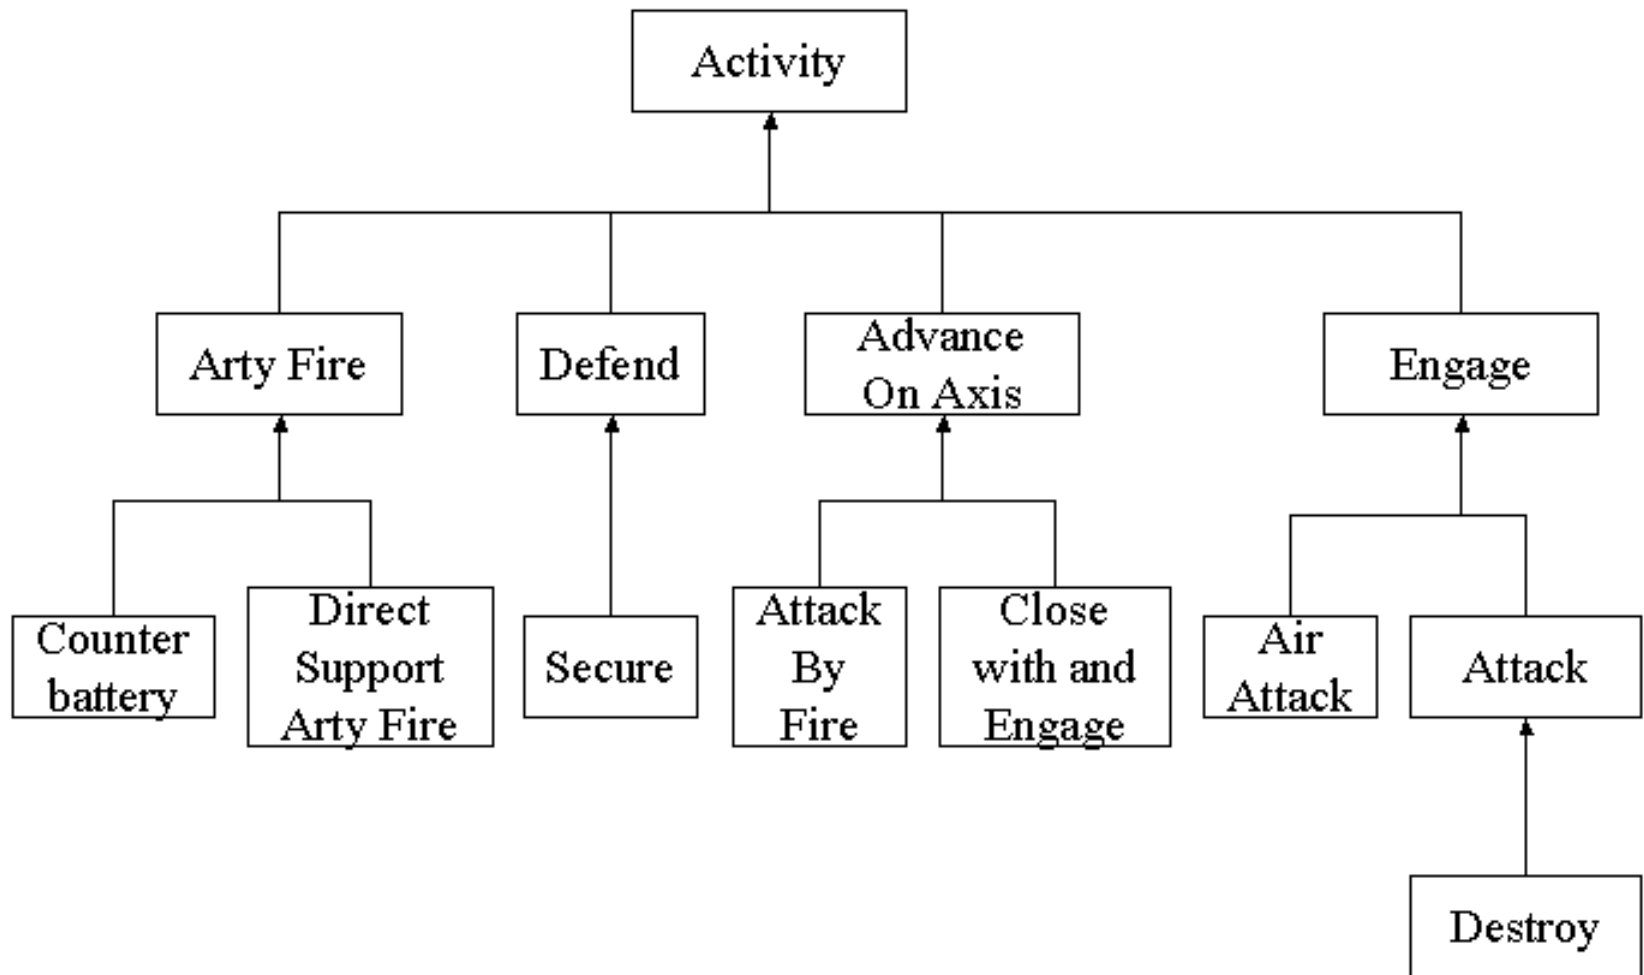 Activity
Arty Fire
Defend
Advance
On Axis
Engage
Counter
battery
Direct
Support
Arty Fire
Secure
Attack
By
Fire
Close
with and
Engage
Air
Attack
Attack
Destroy